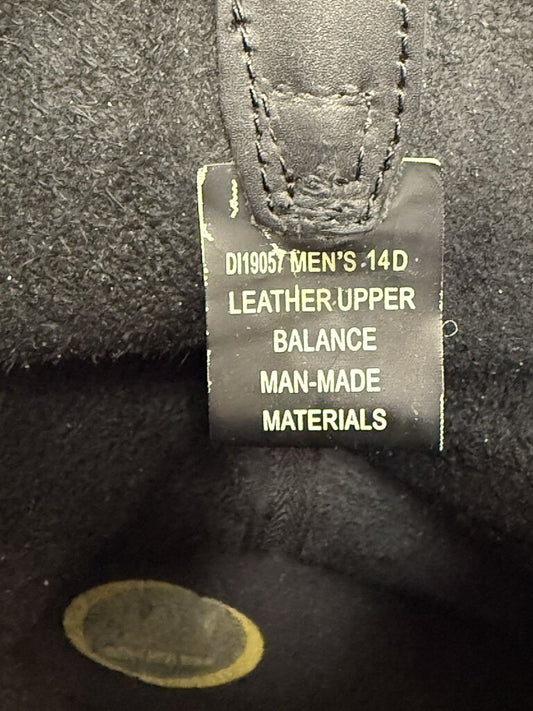 DI19057 MEN'S 14D
LEATHER UPPER
BALANCE
MAN-MADE
MATERIALS